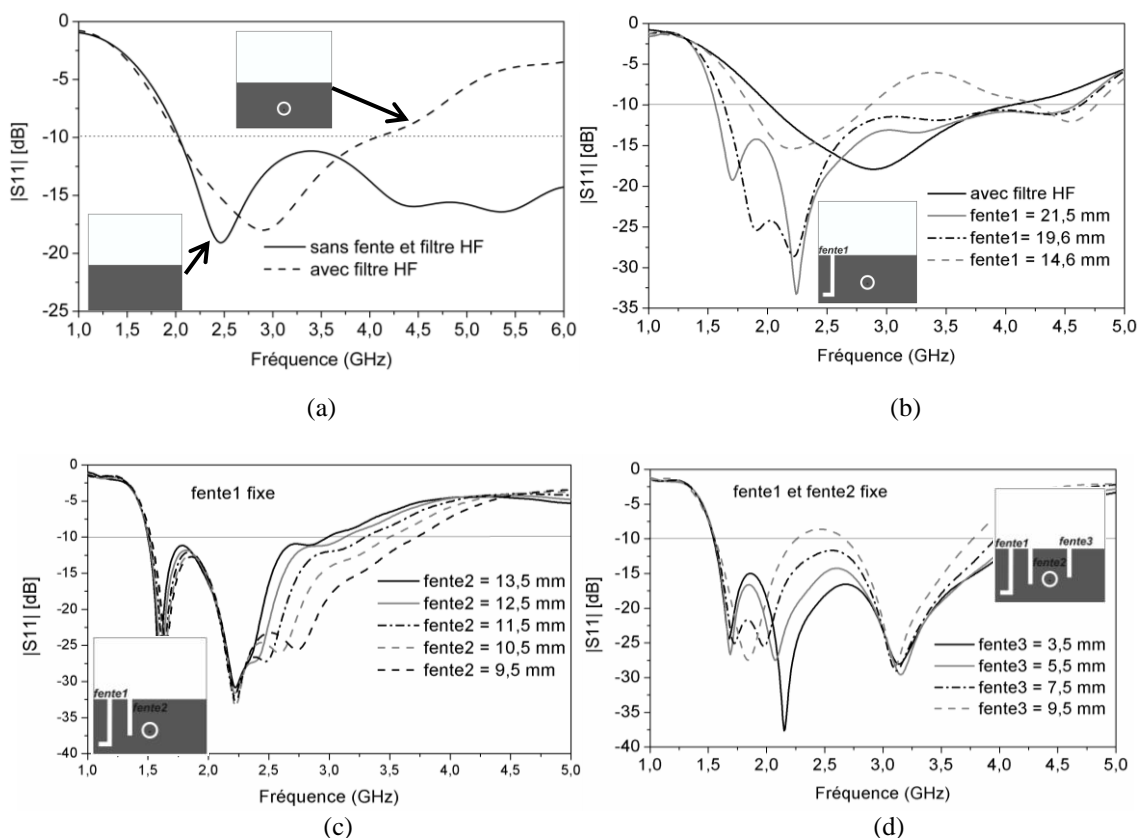 0
-5
-10
-15
-20
-25
|S11| [dB]
sans fente et filtre HF
avec filtre HF
1,0 1,5 2,0 2,5 3,0 3,5 4,0 4,5 5,0 5,5 6,0
Fréquence (GHz)
(a)
0
-5
-10
-15
-20
-25
-30
-35
|S11| [dB]
avec filtre HF
fente1 = 21,5 mm
fente1= 19,6 mm
fente1 = 14,6 mm
fente1
1,0 1,5 2,0 2,5 3,0 3,5 4,0 4,5 5,0
Fréquence (GHz)
(b)
0
-5
-10
-15
-20
-25
-30
-35
-40
|S11| [dB]
fente1 fixe
fente2 = 13,5 mm
fente2 = 12,5 mm
fente2 = 11,5 mm
fente2 = 10,5 mm
fente2 = 9,5 mm
fente1
fente2
1,0 1,5 2,0 2,5 3,0 3,5 4,0 4,5 5,0
Fréquence (GHz)
(c)
0
-5
-10
-15
-20
-25
-30
-35
-40
|S11| [dB]
fente1 et fente2 fixe
fente1 fente3
fente2
fente3 = 3,5 mm
fente3 = 5,5 mm
fente3 = 7,5 mm
fente3 = 9,5 mm
1,0 1,5 2,0 2,5 3,0 3,5 4,0 4,5 5,0
Fréquence (GHz)
(d)